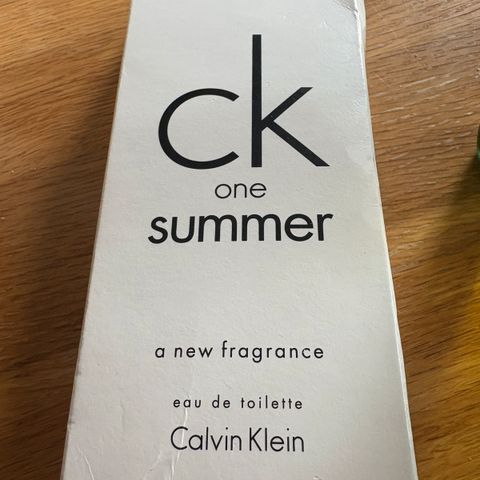 ck
one
summer
a new fragrance
eau de toilette
Calvin Klein